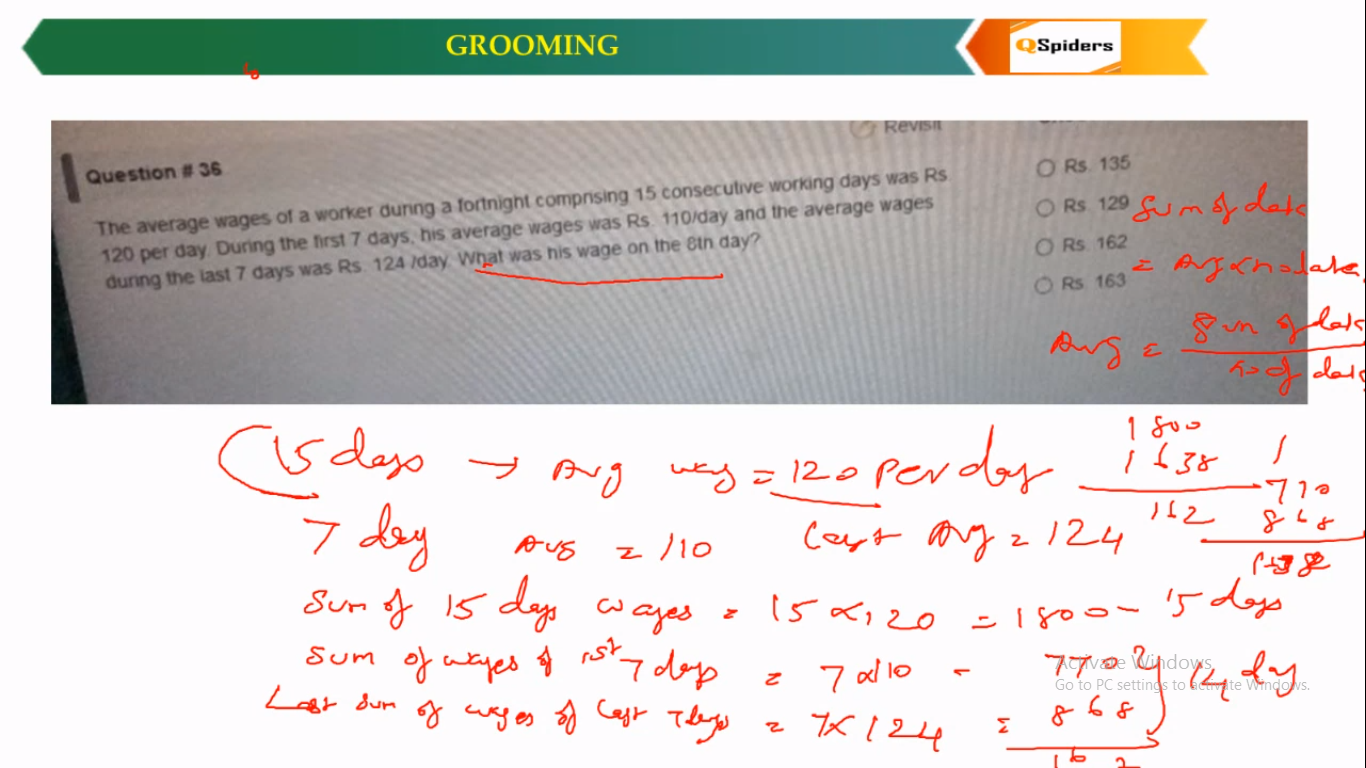 GROOMING
QSpiders
Revisit
Question # 36
The average wages of a worker during a fortnight comprising 15 consecutive working days was Rs
120 per day. During the first 7 days, his average wages was Rs. 110/day and the average wages
during the last 7 days was Rs. 124 /day. What was his wage on the 8th day?
Rs. 135
Rs. 129
Rs. 162
Rs. 163
Sum of data
= Avg × no data
Avg = Sum of data
no of data
15 days → Avg = 120 Per day
1800
1638
162
7 day Avg = 110 Last Avg = 124
770
868
Sum of 15 days wages = 15 × 120 = 1800 - 15 days
Sum of wages of 1st 7 days = 7 × 110 - 770
14 day
Last sum of wages of last 7 days = 7 × 124 = 868
Activate Windows
Go to PC settings to activate Windows.